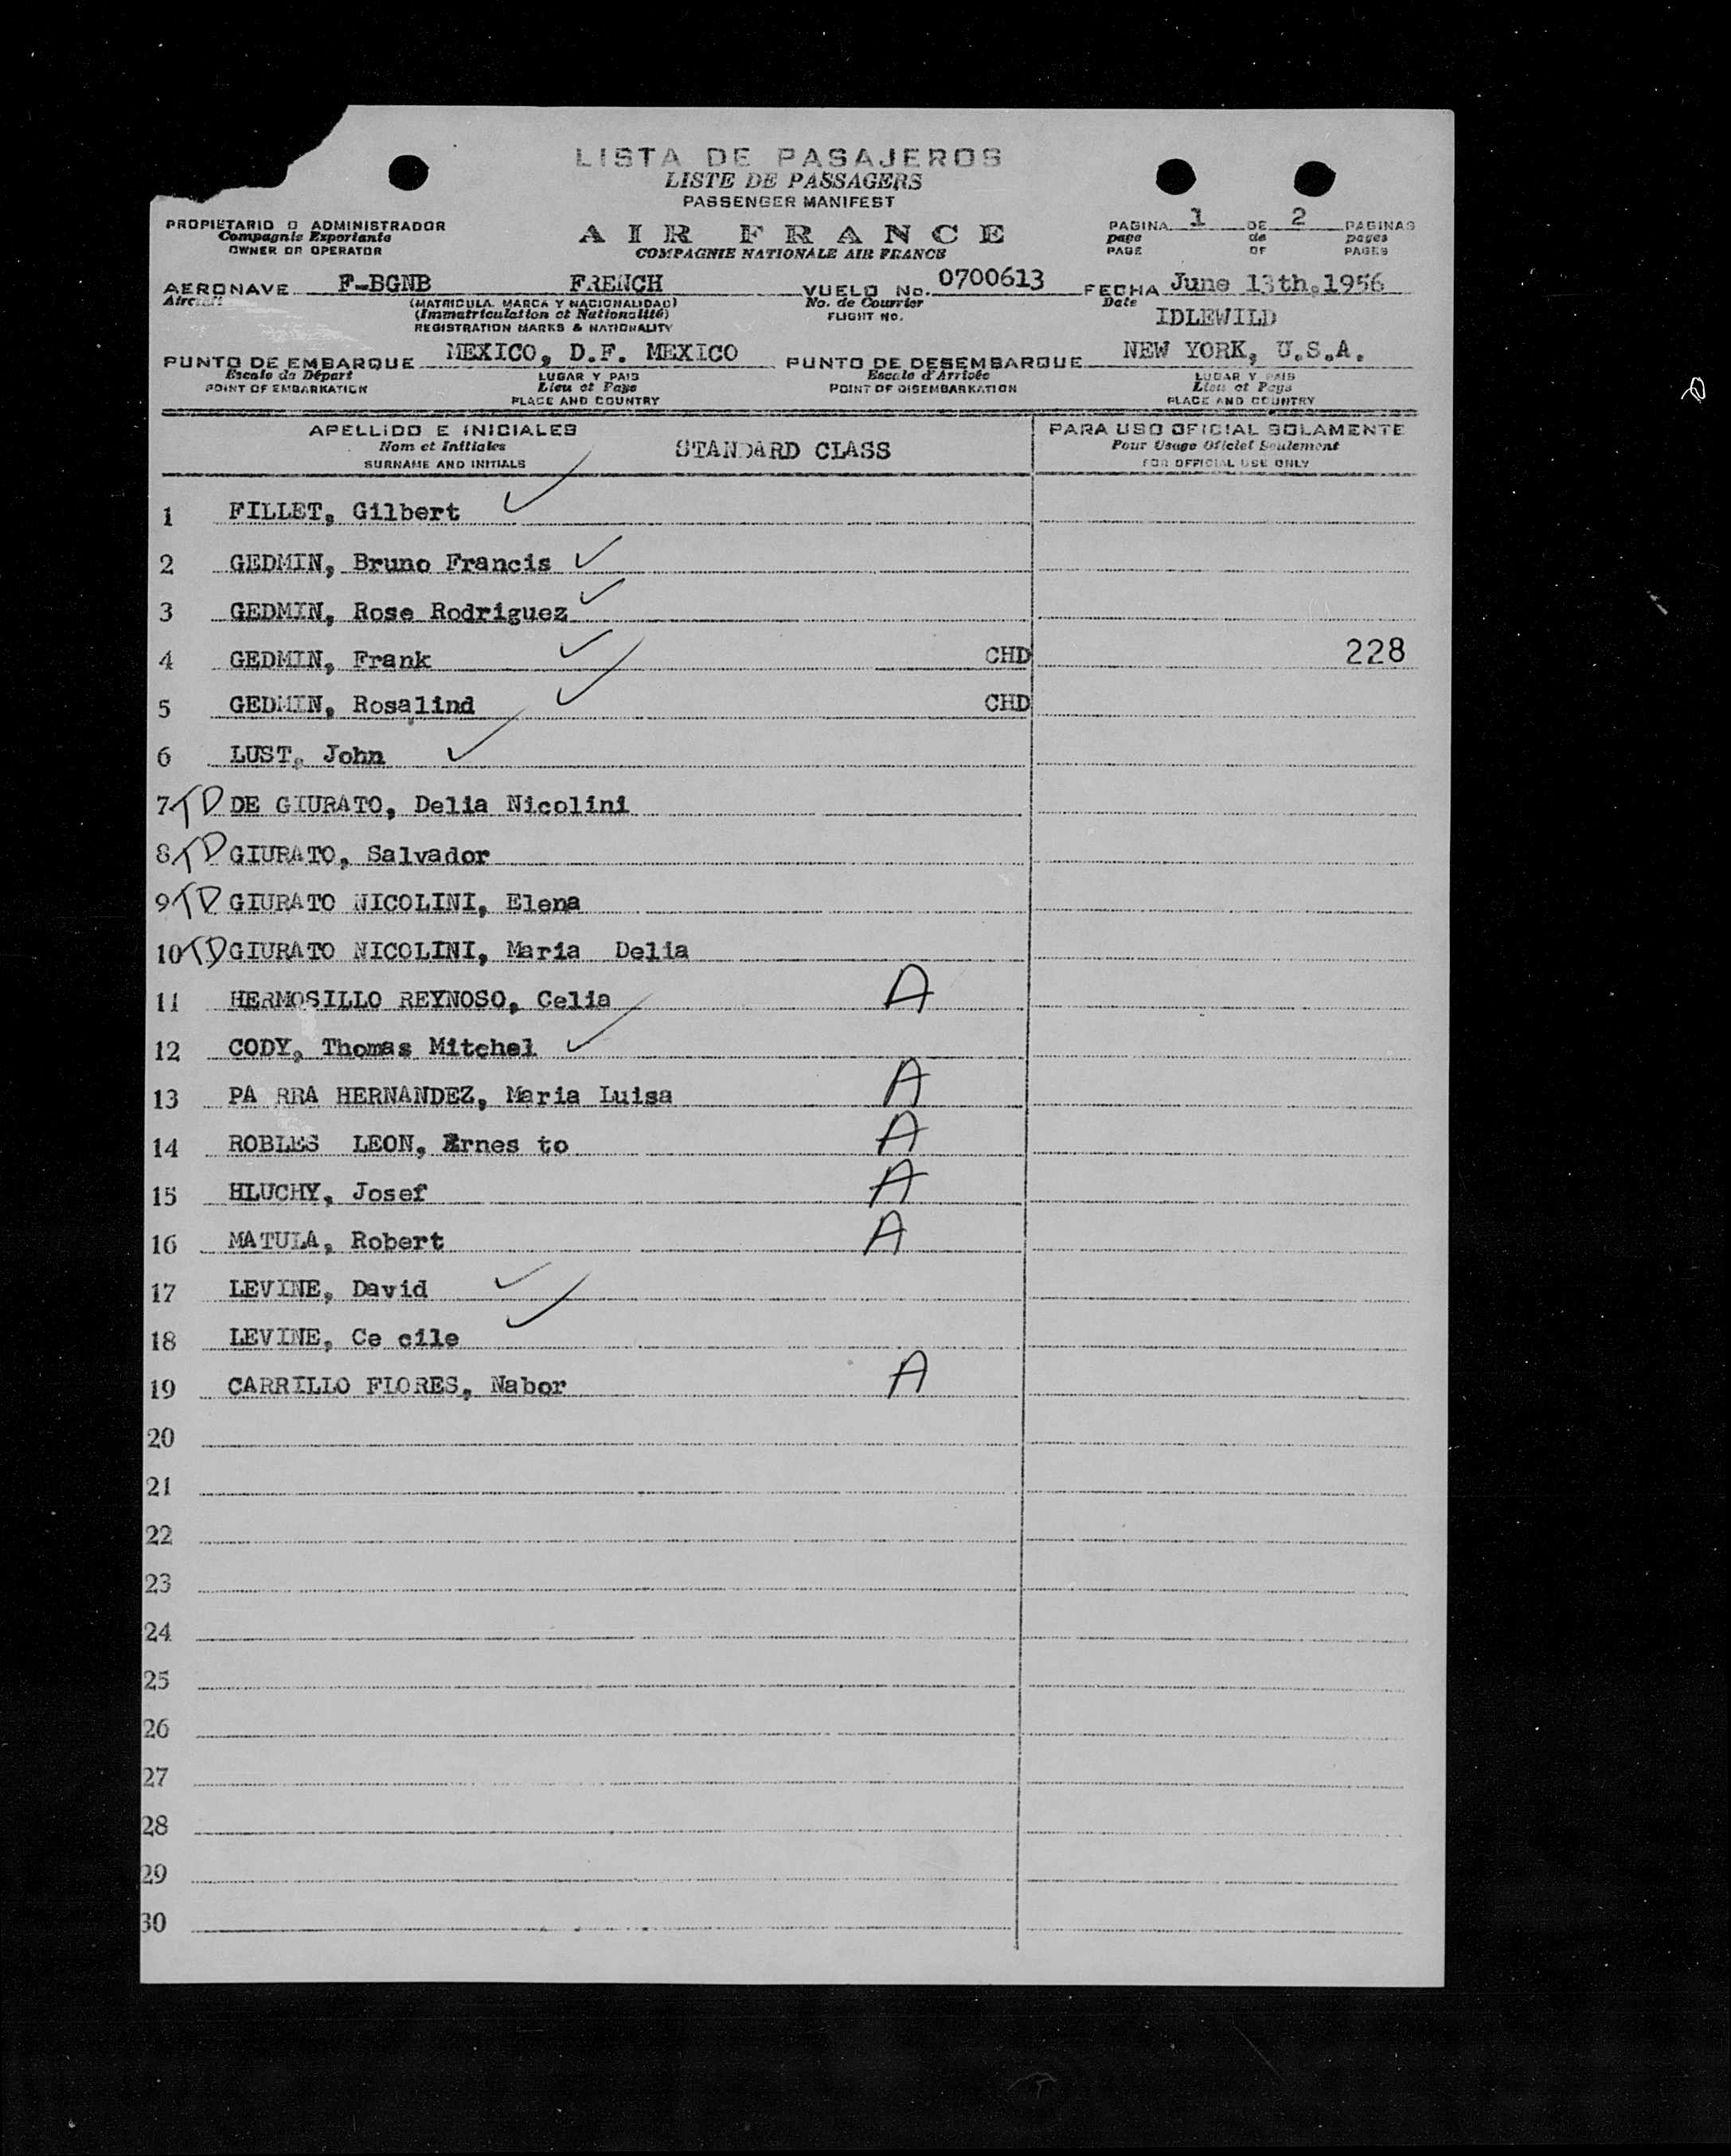 LISTA DE PASAJEROS
LISTE DE PASSAGERS
PASSENGER MANIFEST
PROPIETARIO O ADMINISTRADOR
Compagnie Exportante
OWNER OR OPERATOR
AIR FRANCE
COMPAGNIE NATIONALE AIR FRANCE
PAGINA 1 DE 2 PAGINAS
page de pages
PAGE OF PAGES
AERONAVE F-BGNB FRENCH VUELO No. 0700613 FECHA June 13th, 1956
Aircraft (MATRICULA, MARCA Y NACIONALIDAD) No. de Courrier Date
(Immatriculation et Nationalité) FLIGHT NO. IDLEWILD
REGISTRATION MARKS & NATIONALITY
PUNTO DE EMBARQUE MEXICO, D.F. MEXICO PUNTO DE DESEMBARQUE NEW YORK, U.S.A.
Escale de Départ LUGAR Y PAIS Escale d'Arrivée LUGAR Y PAIS
POINT OF EMBARKATION Lieu et Pays POINT OF DISEMBARKATION Lieu et Pays
PLACE AND COUNTRY PLACE AND COUNTRY
APELLIDO E INICIALES PARA USO OFICIAL SOLAMENTE
Nom et Initiales STANDARD CLASS Pour Usage Oficiel Seulement
SURNAME AND INITIALS FOR OFFICIAL USE ONLY
1 FILLET, Gilbert ✓
2 GEDMIN, Bruno Francis ✓
3 GEDMIN, Rose Rodriguez ✓
4 GEDMIN, Frank ✓ CHD 228
5 GEDMIN, Rosalind ✓ CHD
6 LUST, John ✓
7 TD DE GIURATO, Delia Nicolini
8 TD GIURATO, Salvador
9 TD GIURATO NICOLINI, Elena
10 TD GIURATO NICOLINI, Maria Delia
11 HERMOSILLO REYNOSO, Celia A
12 CODY, Thomas Mitchel ✓
13 PA RRA HERNANDEZ, Maria Luisa A
14 ROBLES LEON, Ernes to A
15 HLUCHY, Josef A
16 MATULA, Robert A
17 LEVINE, David ✓
18 LEVINE, Ce cile ✓
19 CARRILLO FLORES, Nabor A
20
21
22
23
24
25
26
27
28
29
30